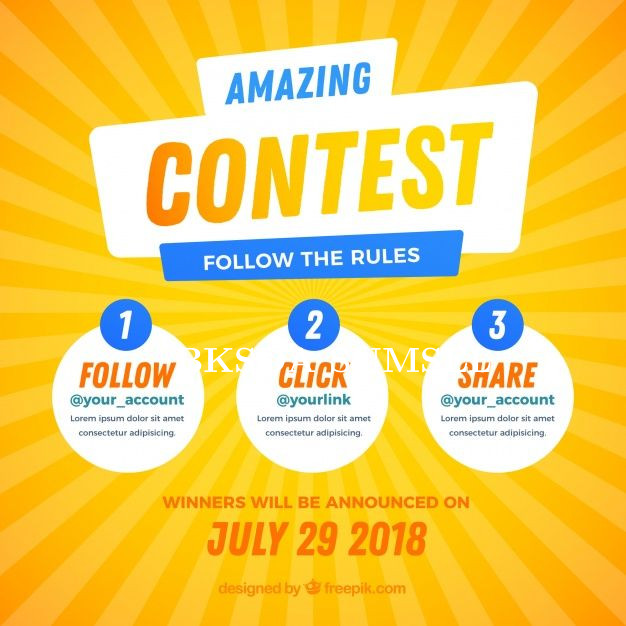 AMAZING
CONTEST
FOLLOW THE RULES
1
FOLLOW
@your_account
Lorem ipsum dolor sit amet
consectetur adipisicing.
2
CLICK
@yourlink
Lorem ipsum dolor sit amet
consectetur adipisicing.
3
SHARE
@your_account
Lorem ipsum dolor sit amet
consectetur adipisicing.
WINNERS WILL BE ANNOUNCED ON
JULY 29 2018
designed by freepik.com